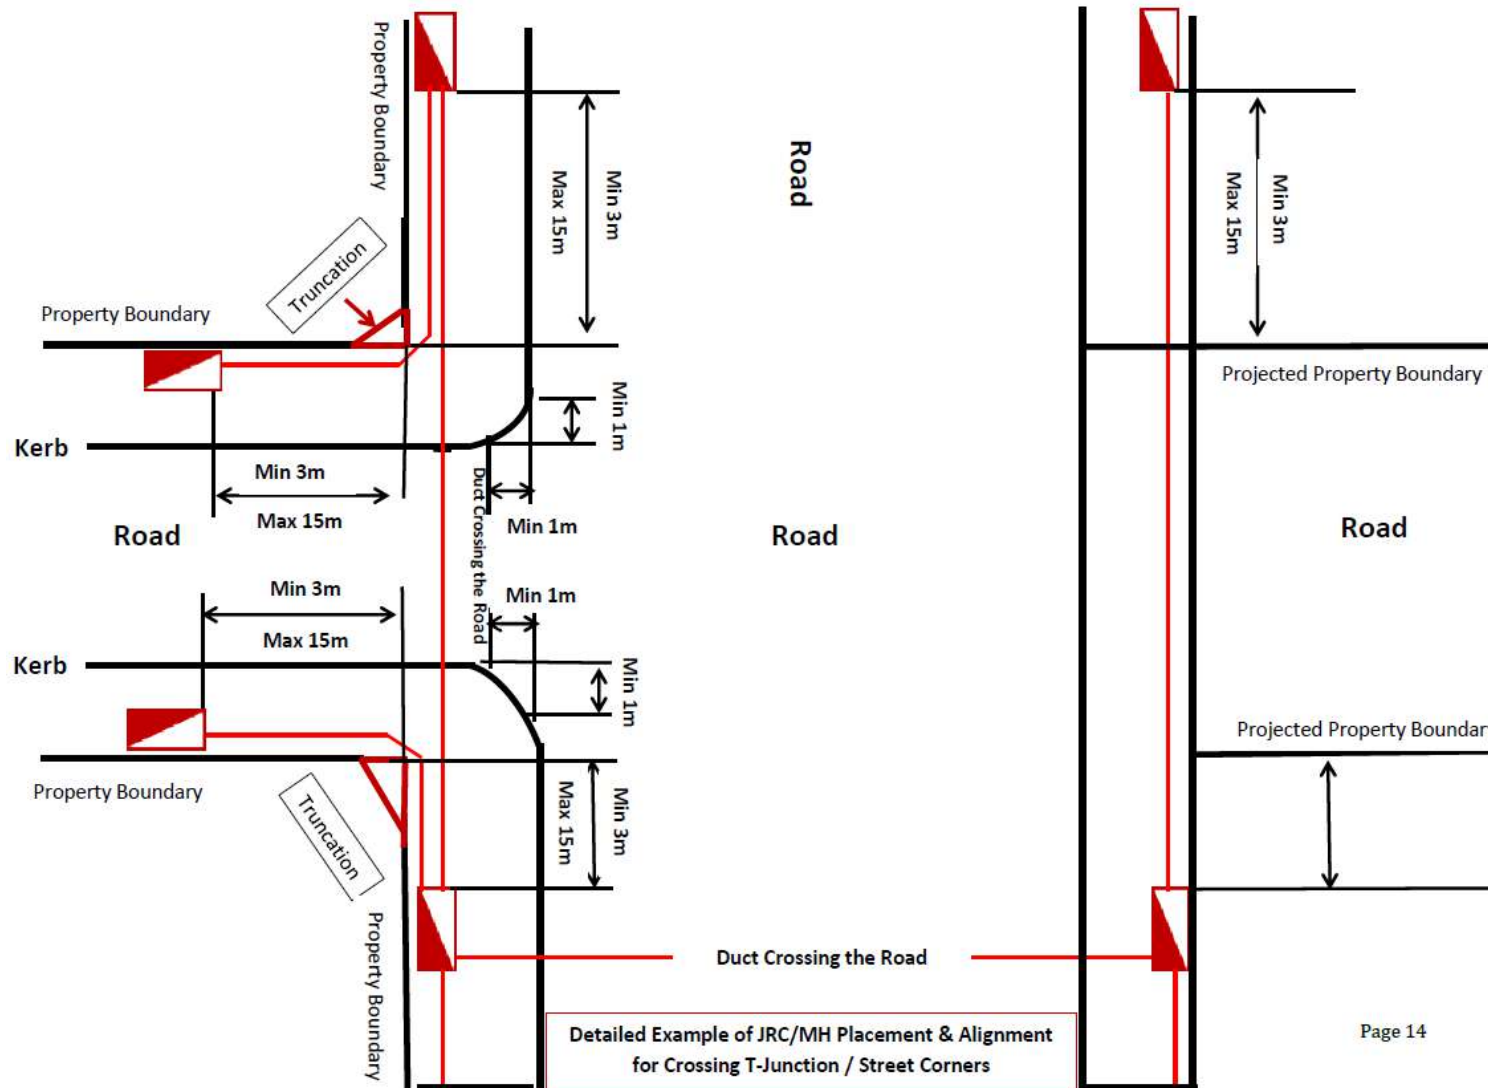 Property Boundary
Road
Min 3m
Max 15m
Min 3m
Max 15m
Truncation
Property Boundary
Projected Property Boundary
Min 1m
Kerb
Min 3m
Max 15m
Duct Crossing the Road
Min 1m
Road
Road
Road
Min 3m
Max 15m
Min 1m
Kerb
Min 1m
Projected Property Boundar
Property Boundary
Truncation
Min 3m
Max 15m
Property Boundary
Duct Crossing the Road
Detailed Example of JRC/MH Placement & Alignment
for Crossing T-Junction / Street Corners
Page 14